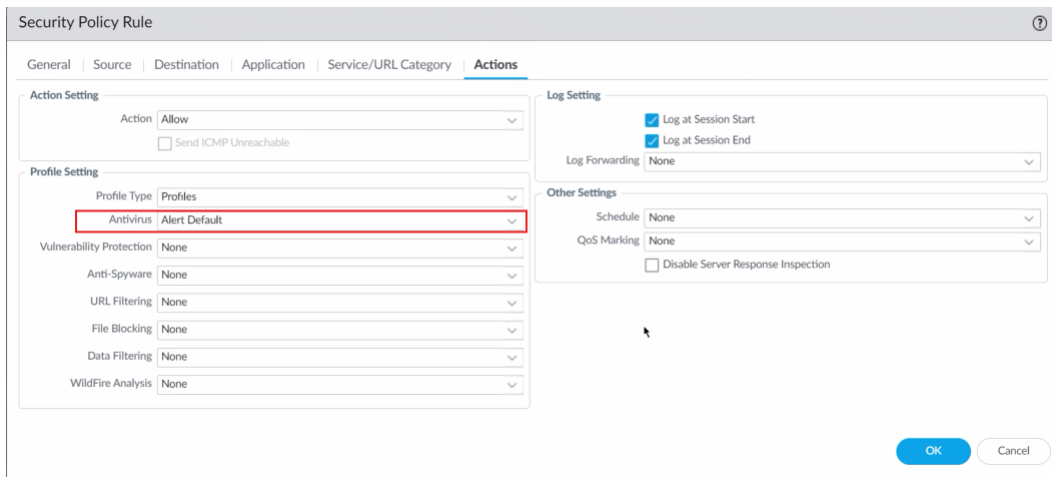 Security Policy Rule
General Source Destination Application Service/URL Category Actions
Action Setting
Action Allow
Send ICMP Unreachable
Profile Setting
Profile Type Profiles
Antivirus Alert Default
Vulnerability Protection None
Anti-Spyware None
URL Filtering None
File Blocking None
Data Filtering None
WildFire Analysis None
Log Setting
Log at Session Start
Log at Session End
Log Forwarding None
Other Settings
Schedule None
QoS Marking None
Disable Server Response Inspection
OK Cancel